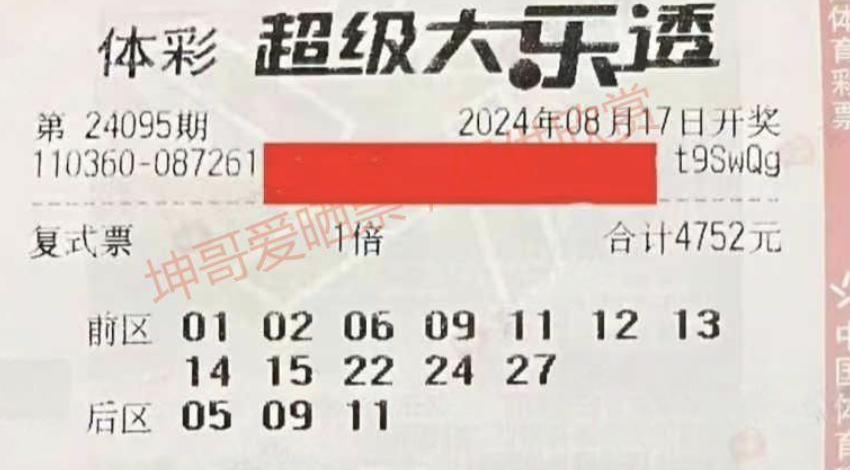 体彩 超级大乐透
第 24095期 2024年08月17日开奖
110360-087261 t9SwQg
复式票 1倍 合计4752元
坤哥爱晒票
欣赏
前区 01 02 06 09 11 12 13
14 15 22 24 27
后区 05 09 11
体育彩票
中国体育